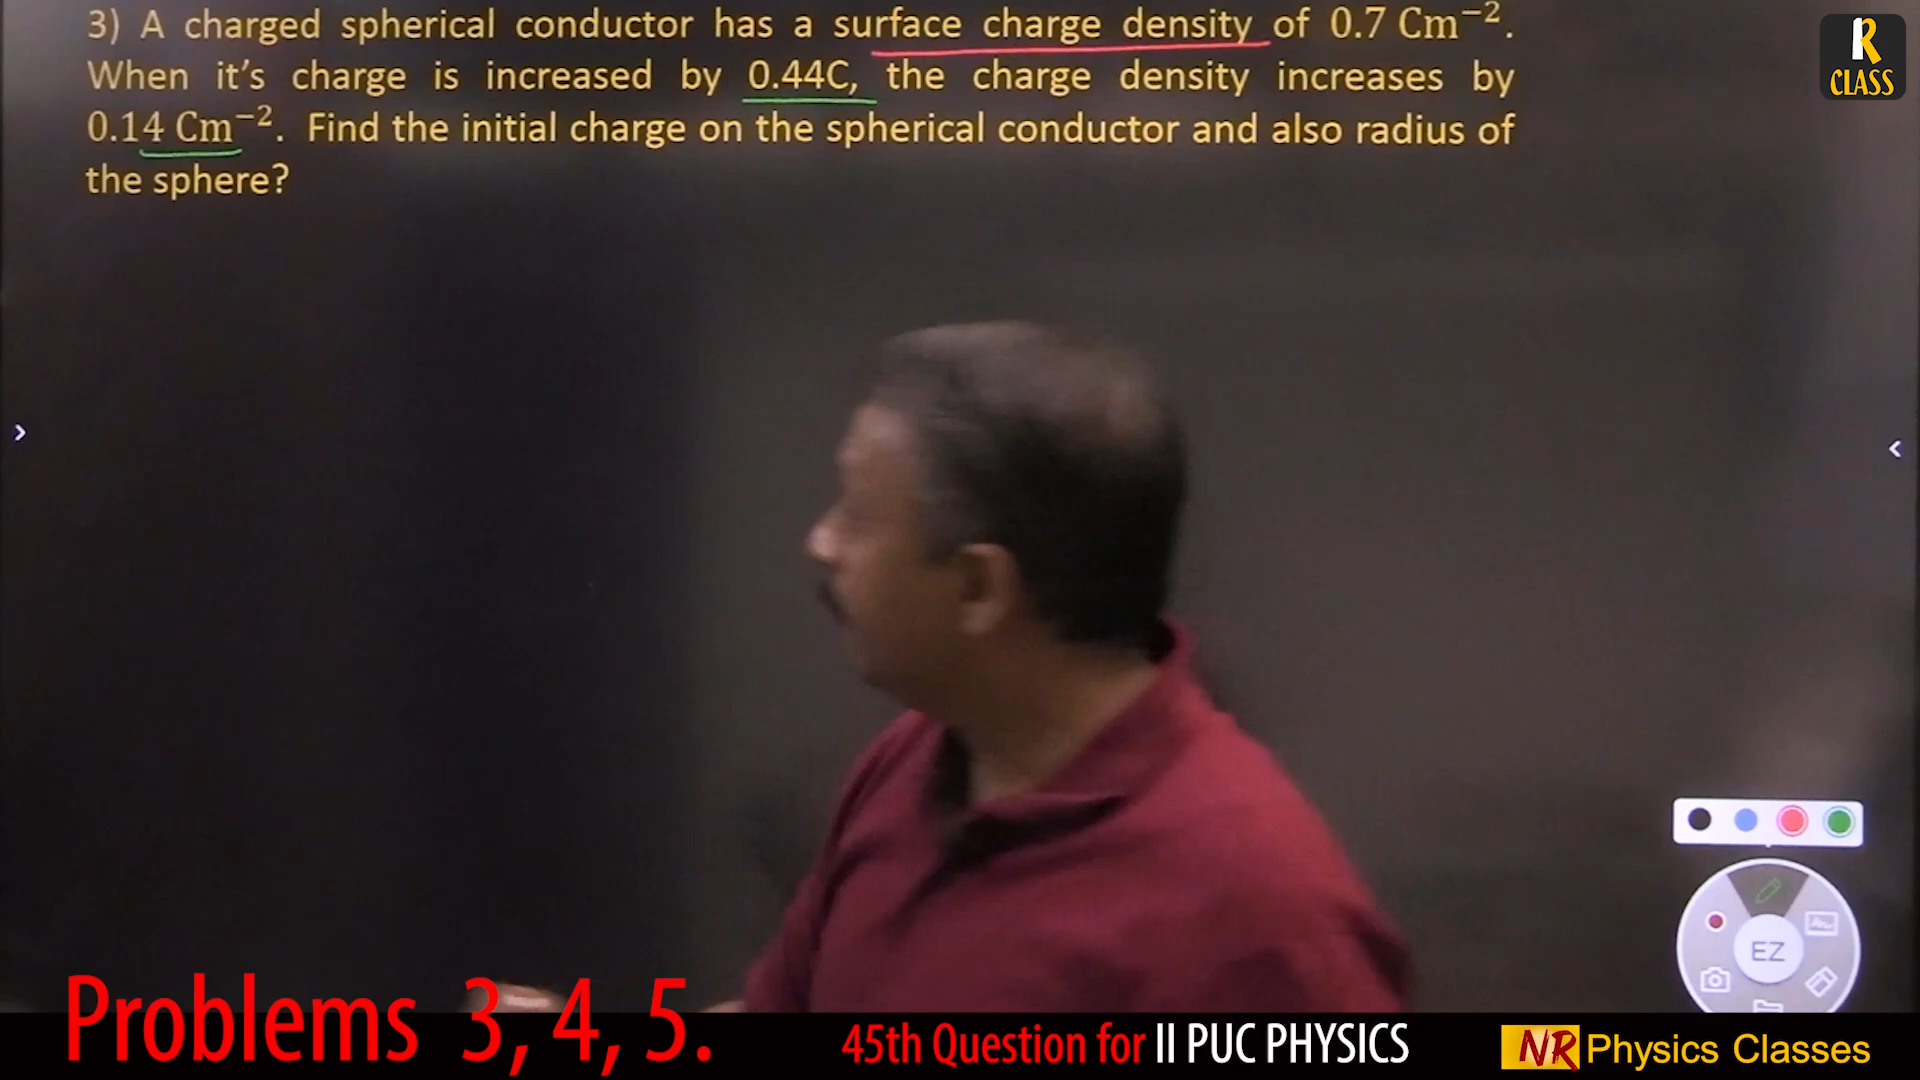 3) A charged spherical conductor has a surface charge density of 0.7 Cm⁻².
When it’s charge is increased by 0.44C, the charge density increases by
0.14 Cm⁻². Find the initial charge on the spherical conductor and also radius of
the sphere?
R
CLASS
EZ
Problems 3, 4, 5.
45th Question for II PUC PHYSICS
NR Physics Classes